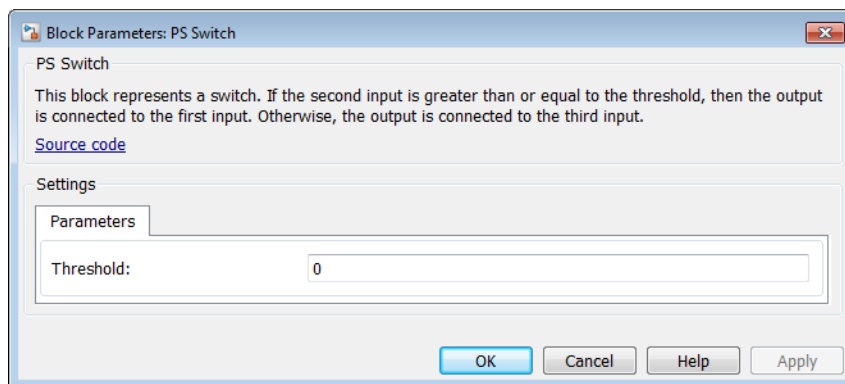 Block Parameters: PS Switch
PS Switch
This block represents a switch. If the second input is greater than or equal to the threshold, then the output
is connected to the first input. Otherwise, the output is connected to the third input.
Source code
Settings
Parameters
Threshold: 0
OK Cancel Help Apply